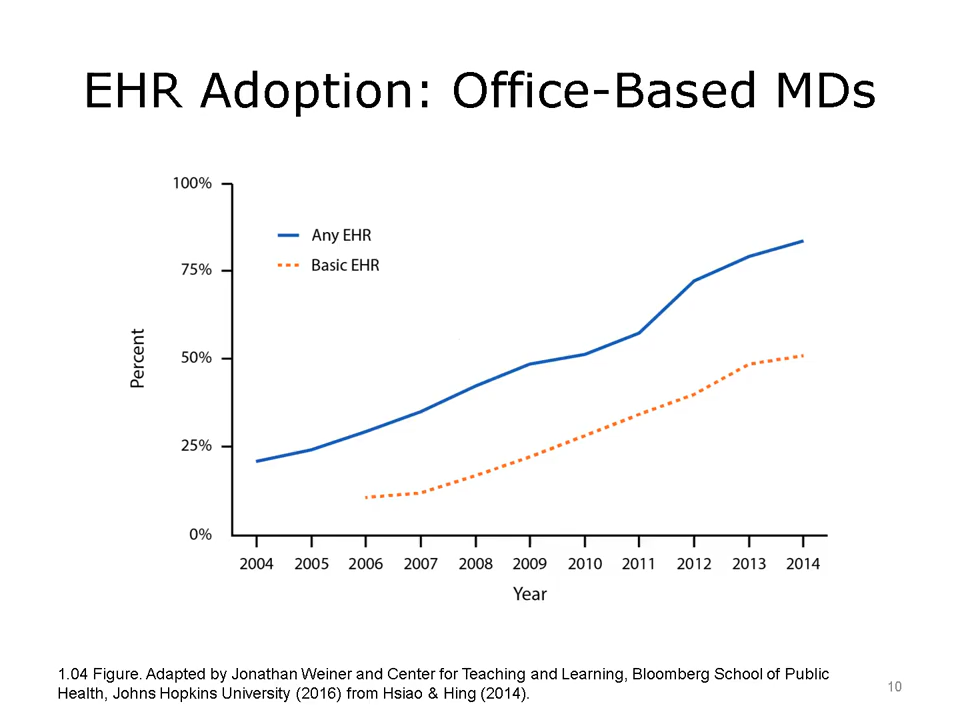 EHR Adoption: Office-Based MDs
100%
Any EHR
Basic EHR
75%
50%
25%
0%
Percent
2004 2005 2006 2007 2008 2009 2010 2011 2012 2013 2014
Year
1.04 Figure. Adapted by Jonathan Weiner and Center for Teaching and Learning, Bloomberg School of Public
Health, Johns Hopkins University (2016) from Hsiao & Hing (2014).
10